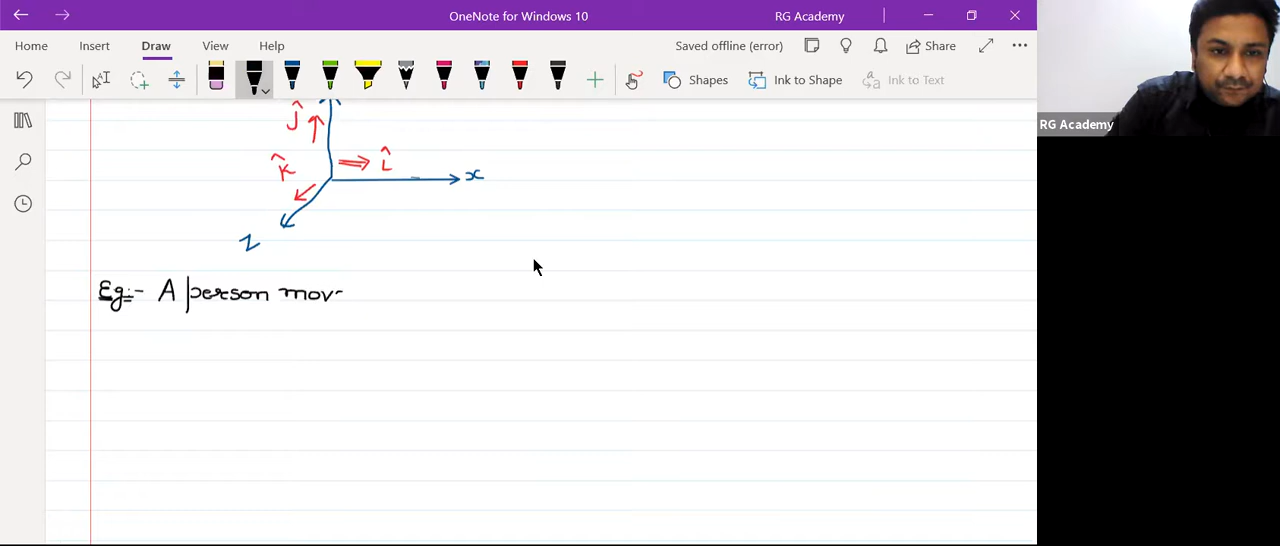 OneNote for Windows 10
RG Academy
Home Insert Draw View Help
Saved offline (error)
Share
Shapes
Ink to Shape
Ink to Text
RG Academy
ĵ
k̂
î
x
z
Eg:- A person mov